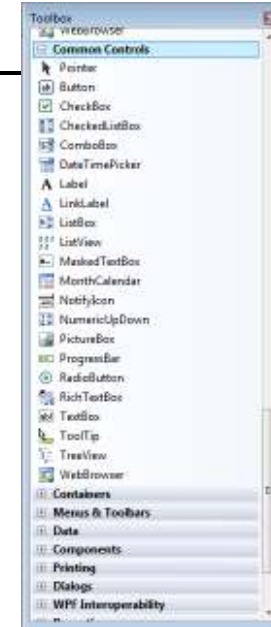 Toolbox
WebBrowser
Common Controls
Pointer
Button
CheckBox
CheckedListBox
ComboBox
DateTimePicker
A Label
A LinkLabel
ListBox
ListView
MaskedTextBox
MonthCalendar
NotifyIcon
NumericUpDown
PictureBox
ProgressBar
RadioButton
RichTextBox
abl TextBox
ToolTip
TreeView
WebBrowser
Containers
Menus & Toolbars
Data
Components
Printing
Dialogs
WPF Interoperability